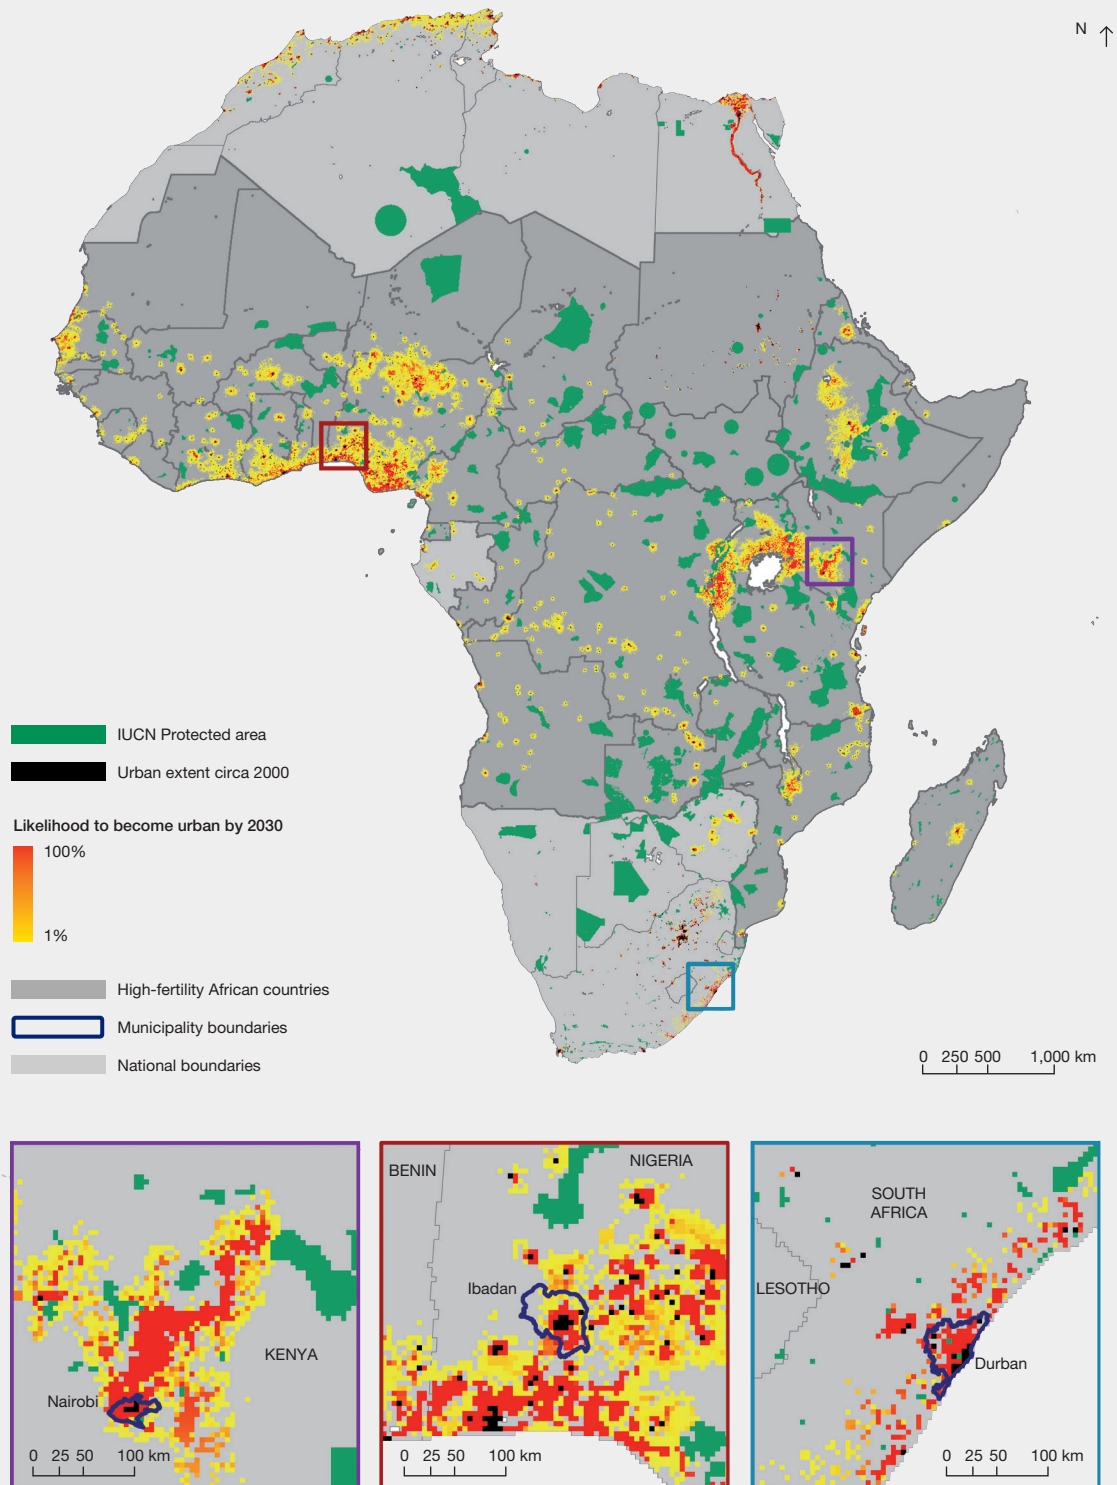 N
IUCN Protected area
Urban extent circa 2000
Likelihood to become urban by 2030
100%
1%
High-fertility African countries
Municipality boundaries
National boundaries
0 250 500 1,000 km
BENIN
NIGERIA
Ibadan
0 25 50 100 km
KENYA
Nairobi
0 25 50 100 km
SOUTH
AFRICA
LESOTHO
Durban
0 25 50 100 km